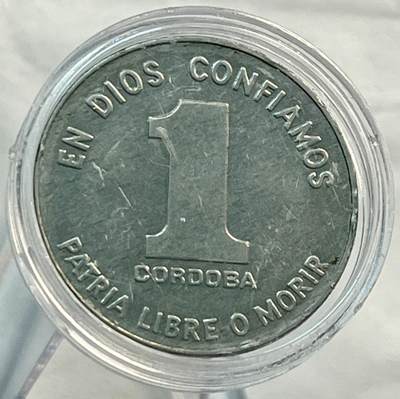 EN DIOS CONFIAMOS
1
CORDOBA
PATRIA LIBRE O MORIR